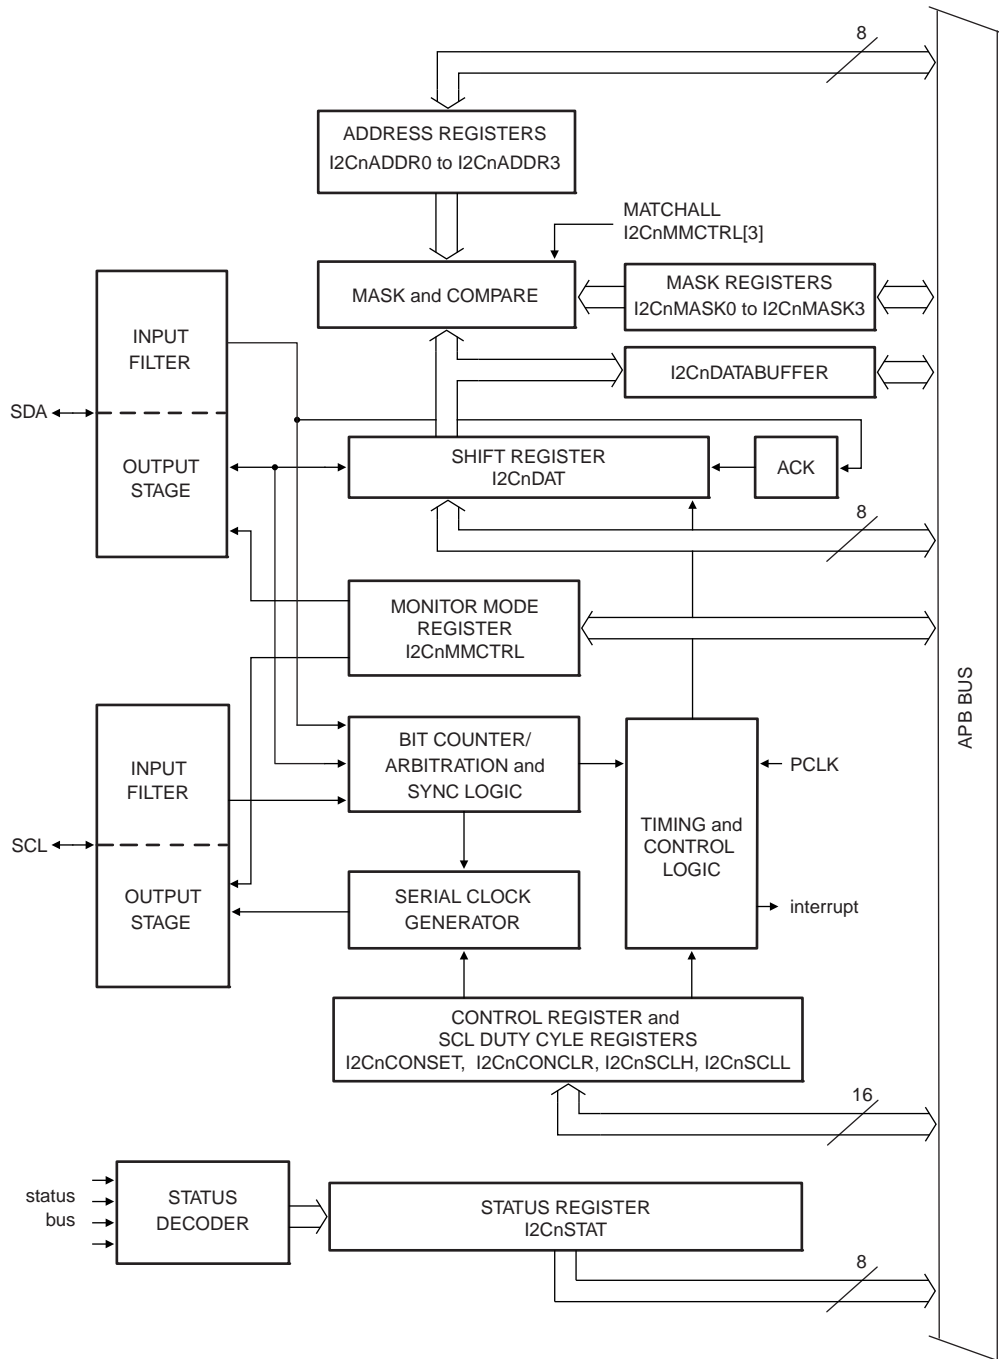 8
ADDRESS REGISTERS
I2CnADDR0 to I2CnADDR3
MATCHALL
I2CnMMCTRL[3]
MASK and COMPARE
MASK REGISTERS
I2CnMASK0 to I2CnMASK3
INPUT
FILTER
I2CnDATABUFFER
SDA
OUTPUT
STAGE
SHIFT REGISTER
I2CnDAT
ACK
8
MONITOR MODE
REGISTER
I2CnMMCTRL
APB BUS
INPUT
FILTER
BIT COUNTER/
ARBITRATION and
SYNC LOGIC
PCLK
SCL
TIMING and
CONTROL
LOGIC
OUTPUT
STAGE
SERIAL CLOCK
GENERATOR
interrupt
CONTROL REGISTER and
SCL DUTY CYLE REGISTERS
I2CnCONSET, I2CnCONCLR, I2CnSCLH, I2CnSCLL
16
status
bus
STATUS
DECODER
STATUS REGISTER
I2CnSTAT
8